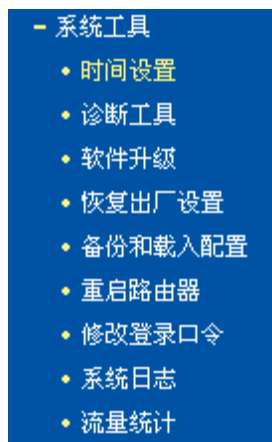 系统工具
时间设置
诊断工具
软件升级
恢复出厂设置
备份和载入配置
重启路由器
修改登录口令
系统日志
流量统计